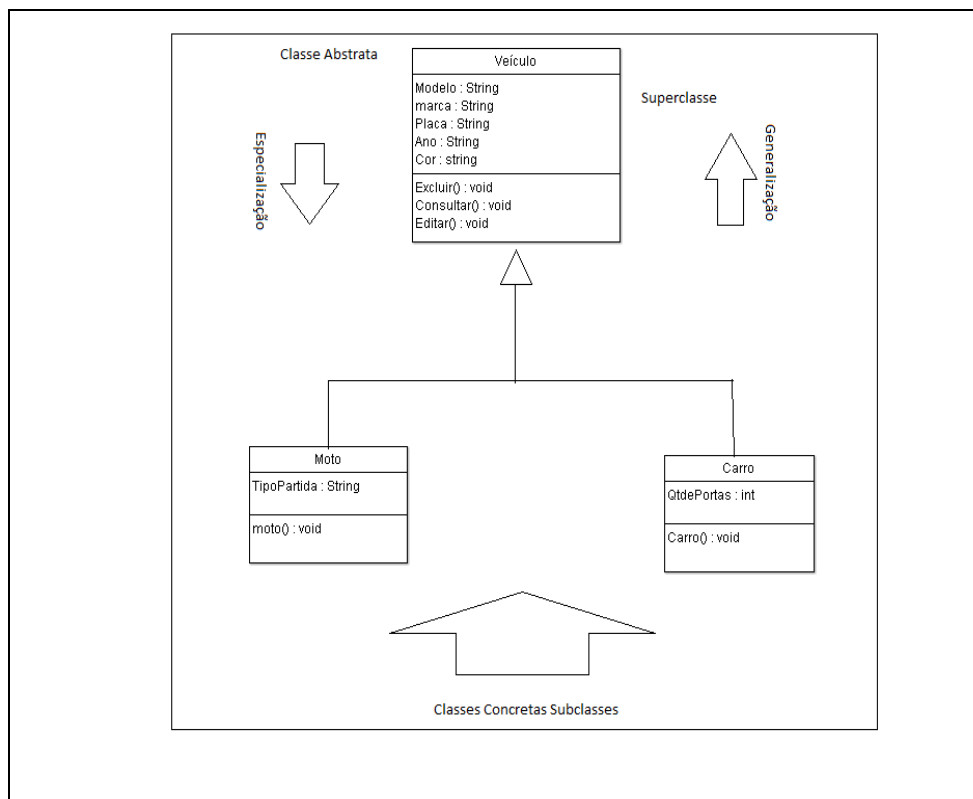 Classe Abstrata
Veículo
Modelo : String
marca : String
Placa : String
Ano : String
Cor : string
Excluir() : void
Consultar() : void
Editar() : void
Superclasse
Especialização
Generalização
Moto
TipoPartida : String
moto() : void
Carro
QtdePortas : int
Carro() : void
Classes Concretas Subclasses